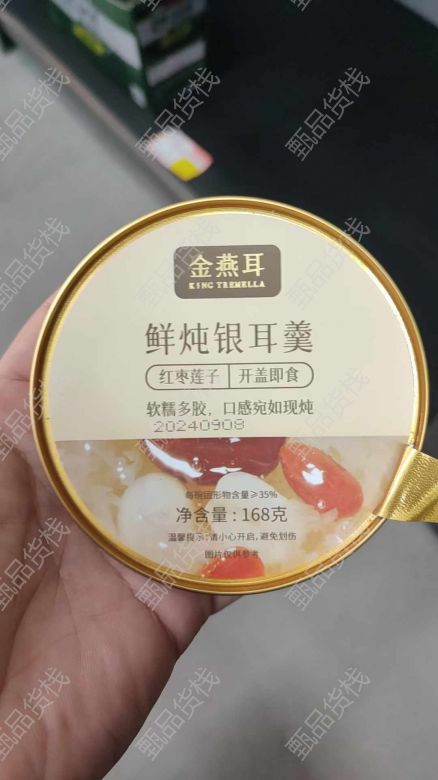 金燕耳
KING TREMELLA
鲜炖银耳羹
红枣莲子 开盖即食
软糯多胶，口感宛如现炖
20240908
每碗固形物含量≥35%
净含量：168克
温馨提示：请小心开启，避免划伤
图片仅供参考
甄品货栈